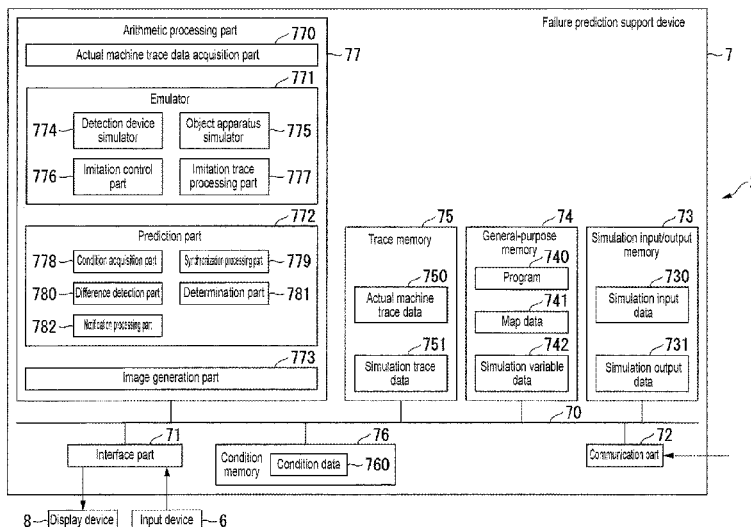 Failure prediction support device
7
Arithmetic processing part
77
770
Actual machine trace data acquisition part
771
Emulator
774
Detection device
simulator
Object apparatus
simulator
775
776
Imitation control
part
Imitation trace
processing part
777
772
Prediction part
778
Condition acquisition part
Synchronization processing part
779
780
Difference detection part
Determination part
781
782
Notification processing part
773
Image generation part
75
Trace memory
750
Actual machine
trace data
751
Simulation
trace data
74
General-purpose
memory
740
Program
741
Map data
742
Simulation
variable data
73
Simulation input/output
memory
730
Simulation input
data
731
Simulation
output data
70
71
Interface part
76
Condition memory
Condition data
760
72
Communication part
8
Display device
Input device
6